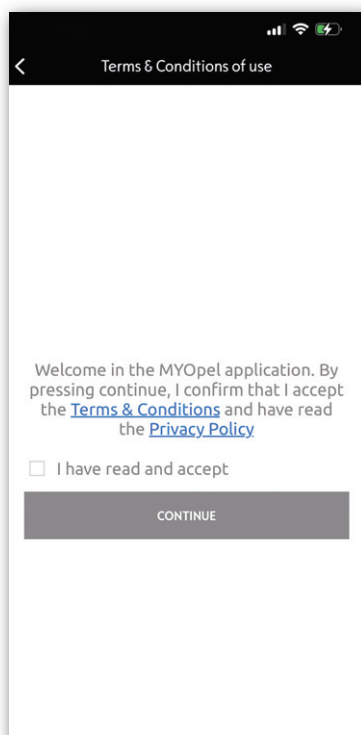 Terms & Conditions of use
Welcome in the MYOpel application. By
pressing continue, I confirm that I accept
the Terms & Conditions and have read
the Privacy Policy
I have read and accept
CONTINUE